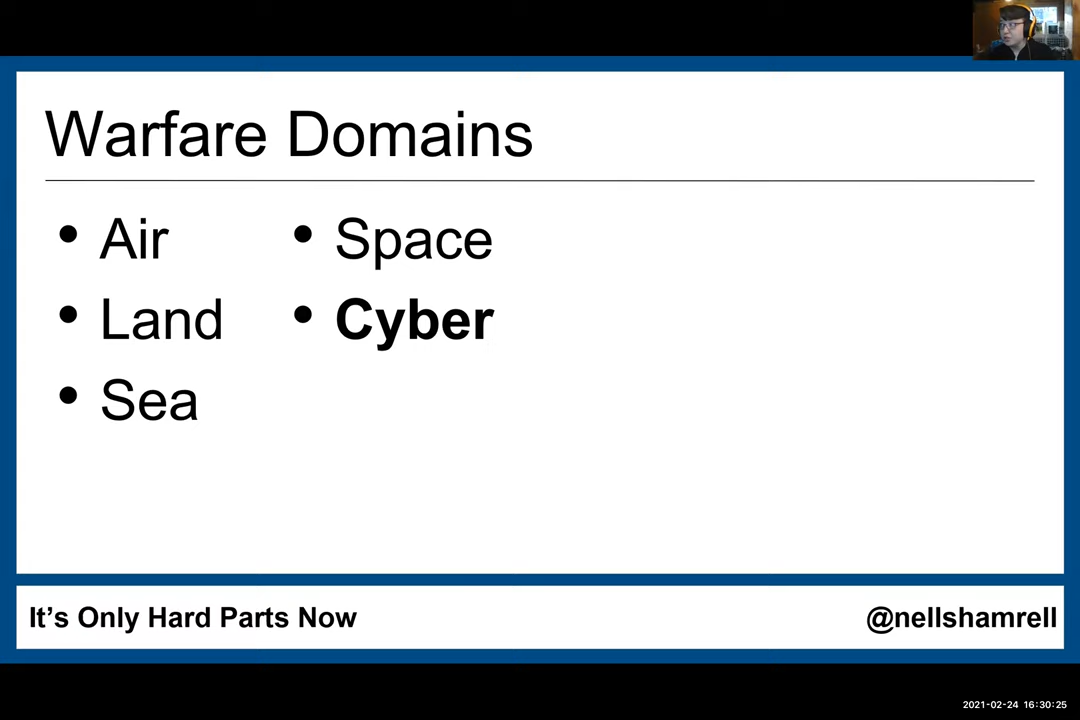 Warfare Domains
• Air
• Land
• Sea
• Space
• Cyber
It's Only Hard Parts Now
@nellshamrell
2021-02-24 16:30:25